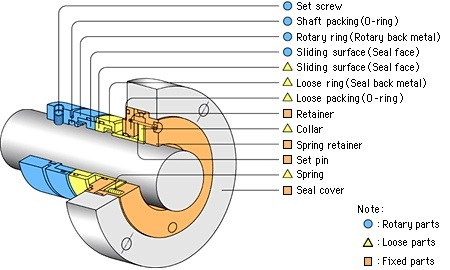 Set screw
Shaft packing (O-ring)
Rotary ring (Rotary back metal)
Sliding surface (Seal face)
Sliding surface (Seal face)
Loose ring (Seal back metal)
Loose packing (O-ring)
Retainer
Collar
Spring retainer
Set pin
Spring
Seal cover
Note :
: Rotary parts
: Loose parts
: Fixed parts